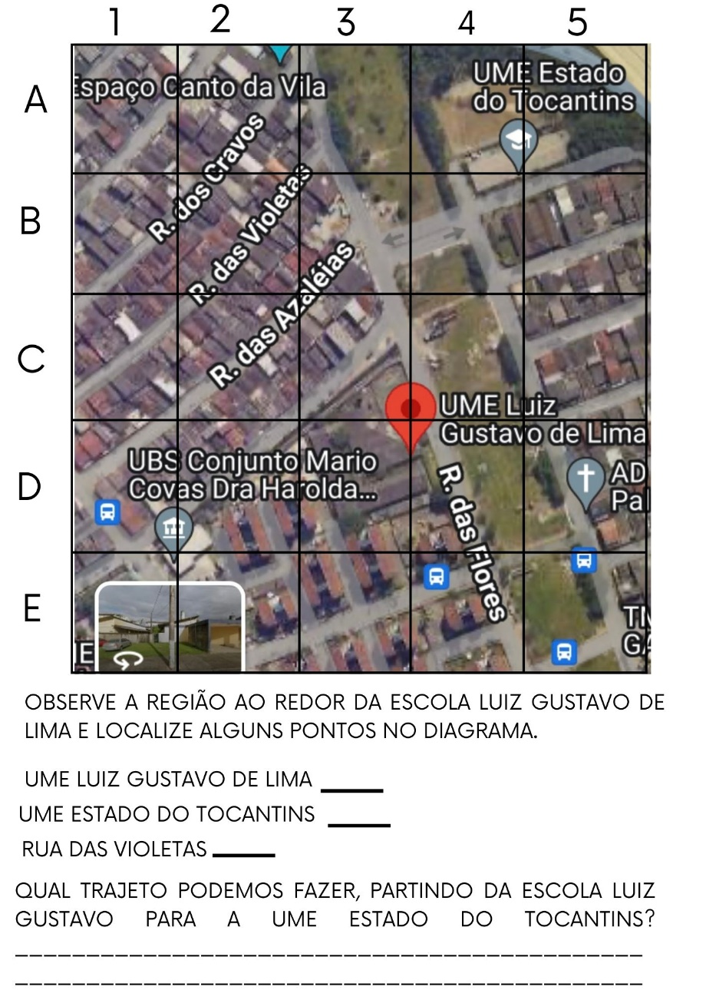 1 2 3 4 5
A
Espaço Canto da Vila
UME Estado
do Tocantins
R. dos Cravos
B
R. das Violetas
R. das Azaléias
C
UME Luiz
Gustavo de Lima
D
UBS Conjunto Mario
Covas Dra Harolda...
AD
Pal
R. das Flores
E
OBSERVE A REGIÃO AO REDOR DA ESCOLA LUIZ GUSTAVO DE
LIMA E LOCALIZE ALGUNS PONTOS NO DIAGRAMA.
UME LUIZ GUSTAVO DE LIMA
UME ESTADO DO TOCANTINS
RUA DAS VIOLETAS
QUAL TRAJETO PODEMOS FAZER, PARTINDO DA ESCOLA LUIZ
GUSTAVO PARA A UME ESTADO DO TOCANTINS?